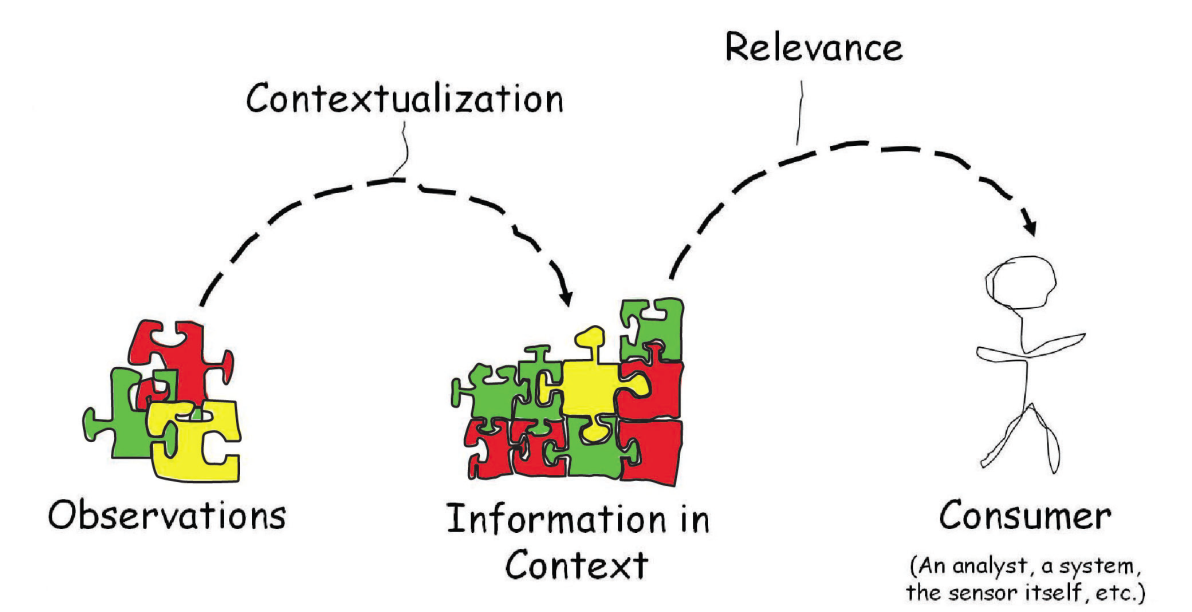 Relevance
Contextualization
Observations
Information in
Context
Consumer
(An analyst, a system,
the sensor itself, etc.)